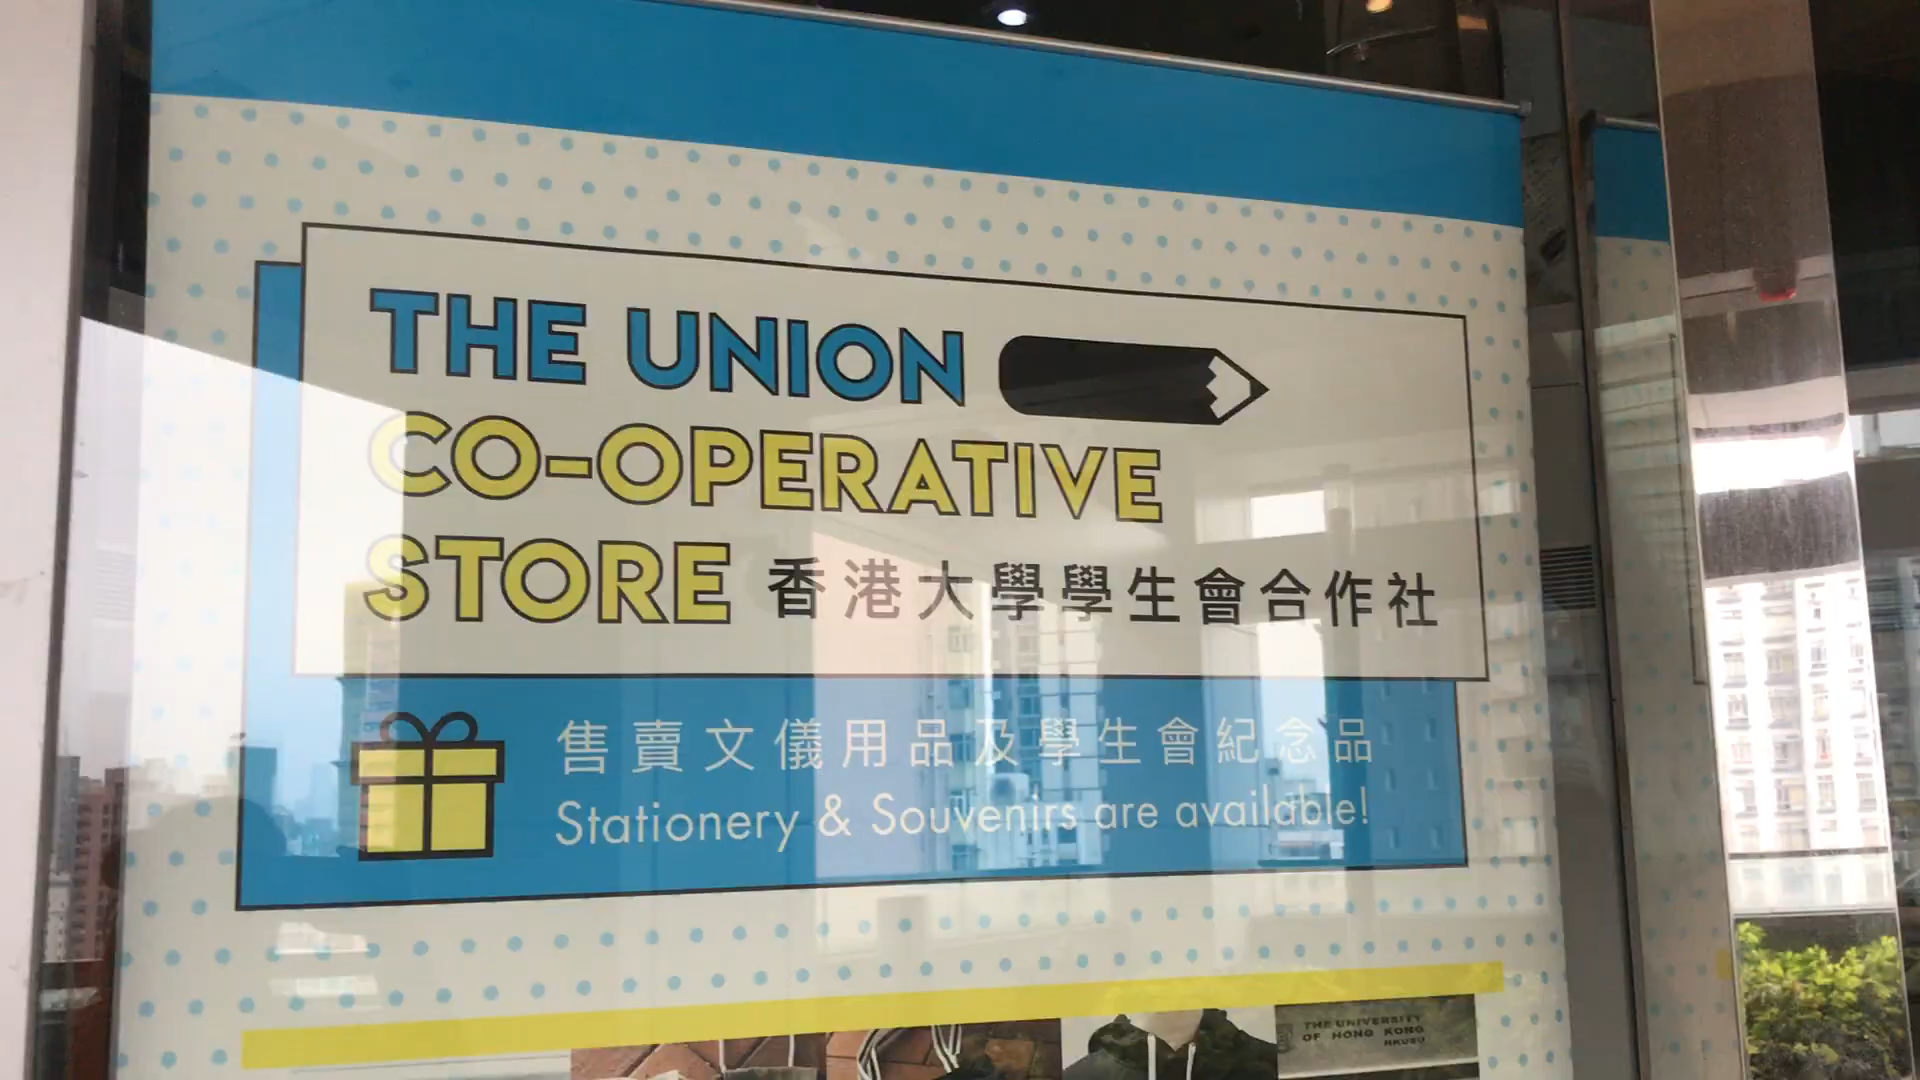 THE UNION
CO-OPERATIVE
STORE 香港大學學生會合作社
售賣文儀用品及學生會紀念品
Stationery & Souvenirs are available!
THE UNIVERSITY
OF HONG KONG
HKUSU